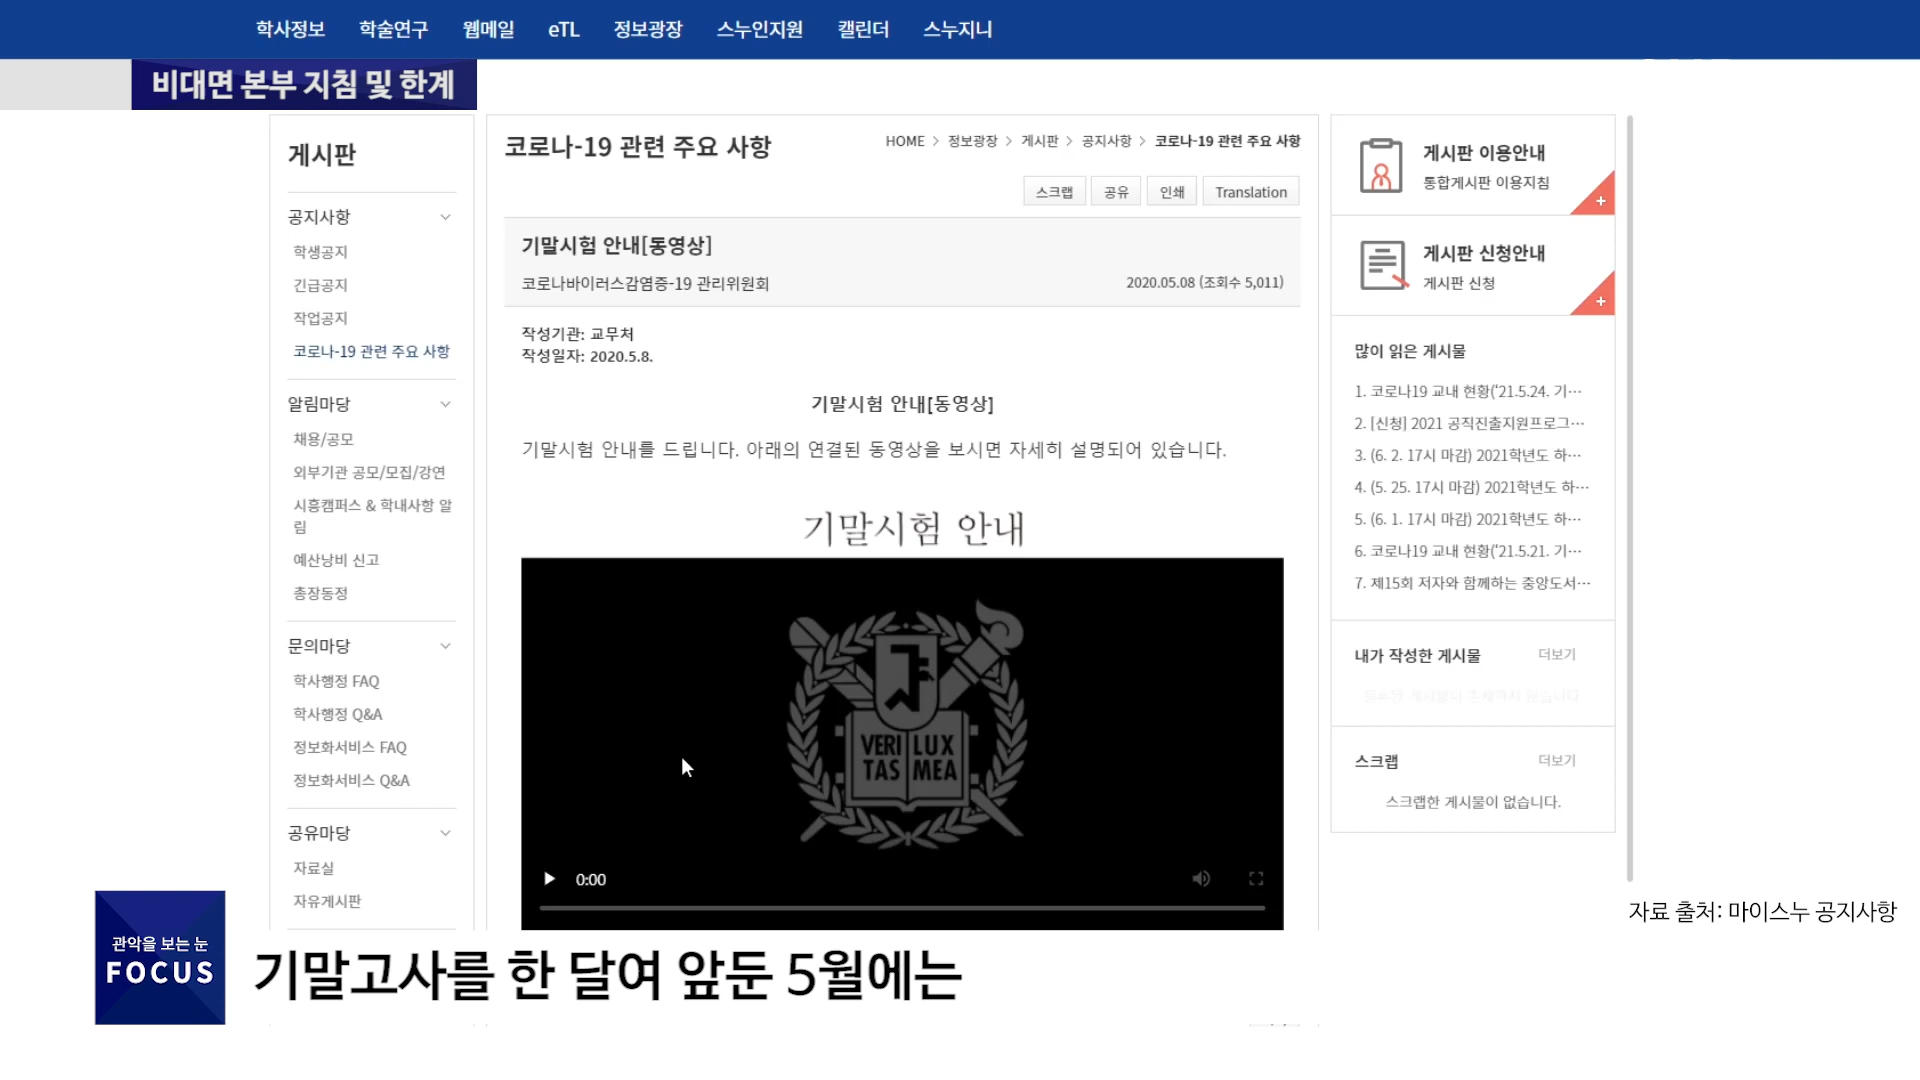 학사정보 학술연구 웹메일 eTL 정보광장 스누인지원 캘린더 스누지니
비대면 본부 지침 및 한계
게시판
공지사항
학생공지
긴급공지
작업공지
코로나-19 관련 주요 사항
알림마당
채용/공모
외부기관 공모/모집/강연
시흥캠퍼스 & 학내사항 알
림
예산낭비 신고
총장동정
문의마당
학사행정 FAQ
학사행정 Q&A
정보화서비스 FAQ
정보화서비스 Q&A
공유마당
자료실
자유게시판
코로나-19 관련 주요 사항
HOME > 정보광장 > 게시판 > 공지사항 > 코로나-19 관련 주요 사항
스크랩 공유 인쇄 Translation
기말시험 안내[동영상]
코로나바이러스감염증-19 관리위원회
2020.05.08 (조회수 5,011)
작성기관: 교무처
작성일자: 2020.5.8.
기말시험 안내[동영상]
기말시험 안내를 드립니다. 아래의 연결된 동영상을 보시면 자세히 설명되어 있습니다.
기말시험 안내
VERI LUX
TAS MEA
0:00
게시판 이용안내
통합게시판 이용지침
+
게시판 신청안내
게시판 신청
+
많이 읽은 게시물
1. 코로나19 교내 현황('21.5.24. 기…
2. [신청] 2021 공직진출지원프로그…
3. (6. 2. 17시 마감) 2021학년도 하…
4. (5. 25. 17시 마감) 2021학년도 하…
5. (6. 1. 17시 마감) 2021학년도 하…
6. 코로나19 교내 현황('21.5.21. 기…
7. 제15회 저자와 함께하는 중앙도서…
내가 작성한 게시물 더보기
스크랩 더보기
스크랩한 게시물이 없습니다.
자료 출처: 마이스누 공지사항
관악을 보는 눈
FOCUS
기말고사를 한 달여 앞둔 5월에는